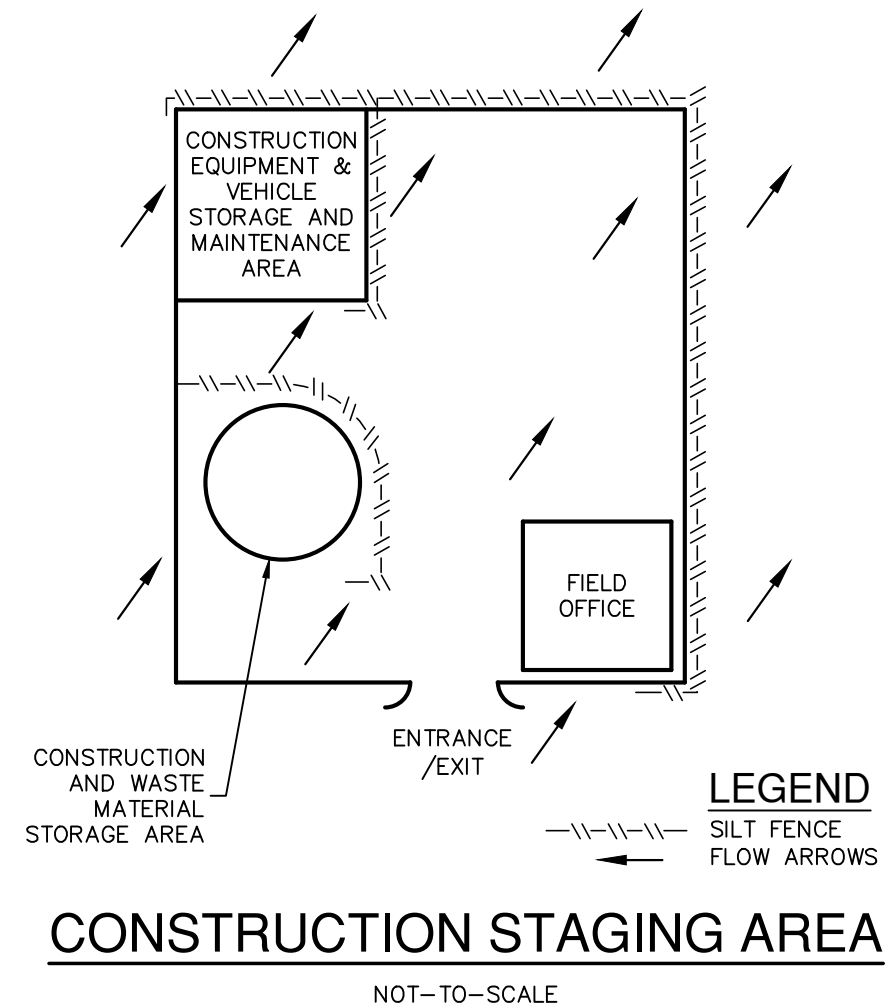 CONSTRUCTION
EQUIPMENT &
VEHICLE
STORAGE AND
MAINTENANCE
AREA
FIELD
OFFICE
ENTRANCE
/EXIT
CONSTRUCTION
AND WASTE
MATERIAL
STORAGE AREA
LEGEND
SILT FENCE
FLOW ARROWS
CONSTRUCTION STAGING AREA
NOT-TO-SCALE